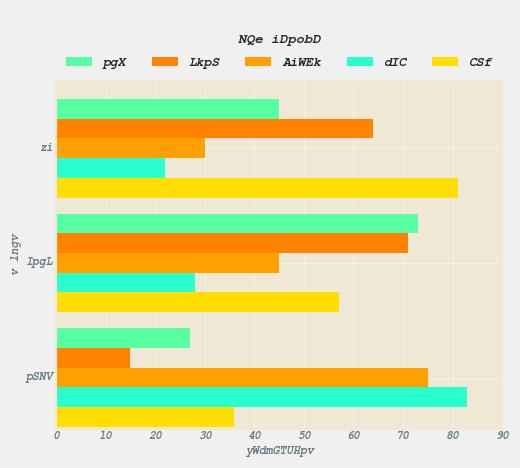 NQe iDpobD
pgX LkpS AiWEk dIC CSf
zi
IpgL
pSNV
v lngv
0 10 20 30 40 50 60 70 80 90
yWdmGTUHpv